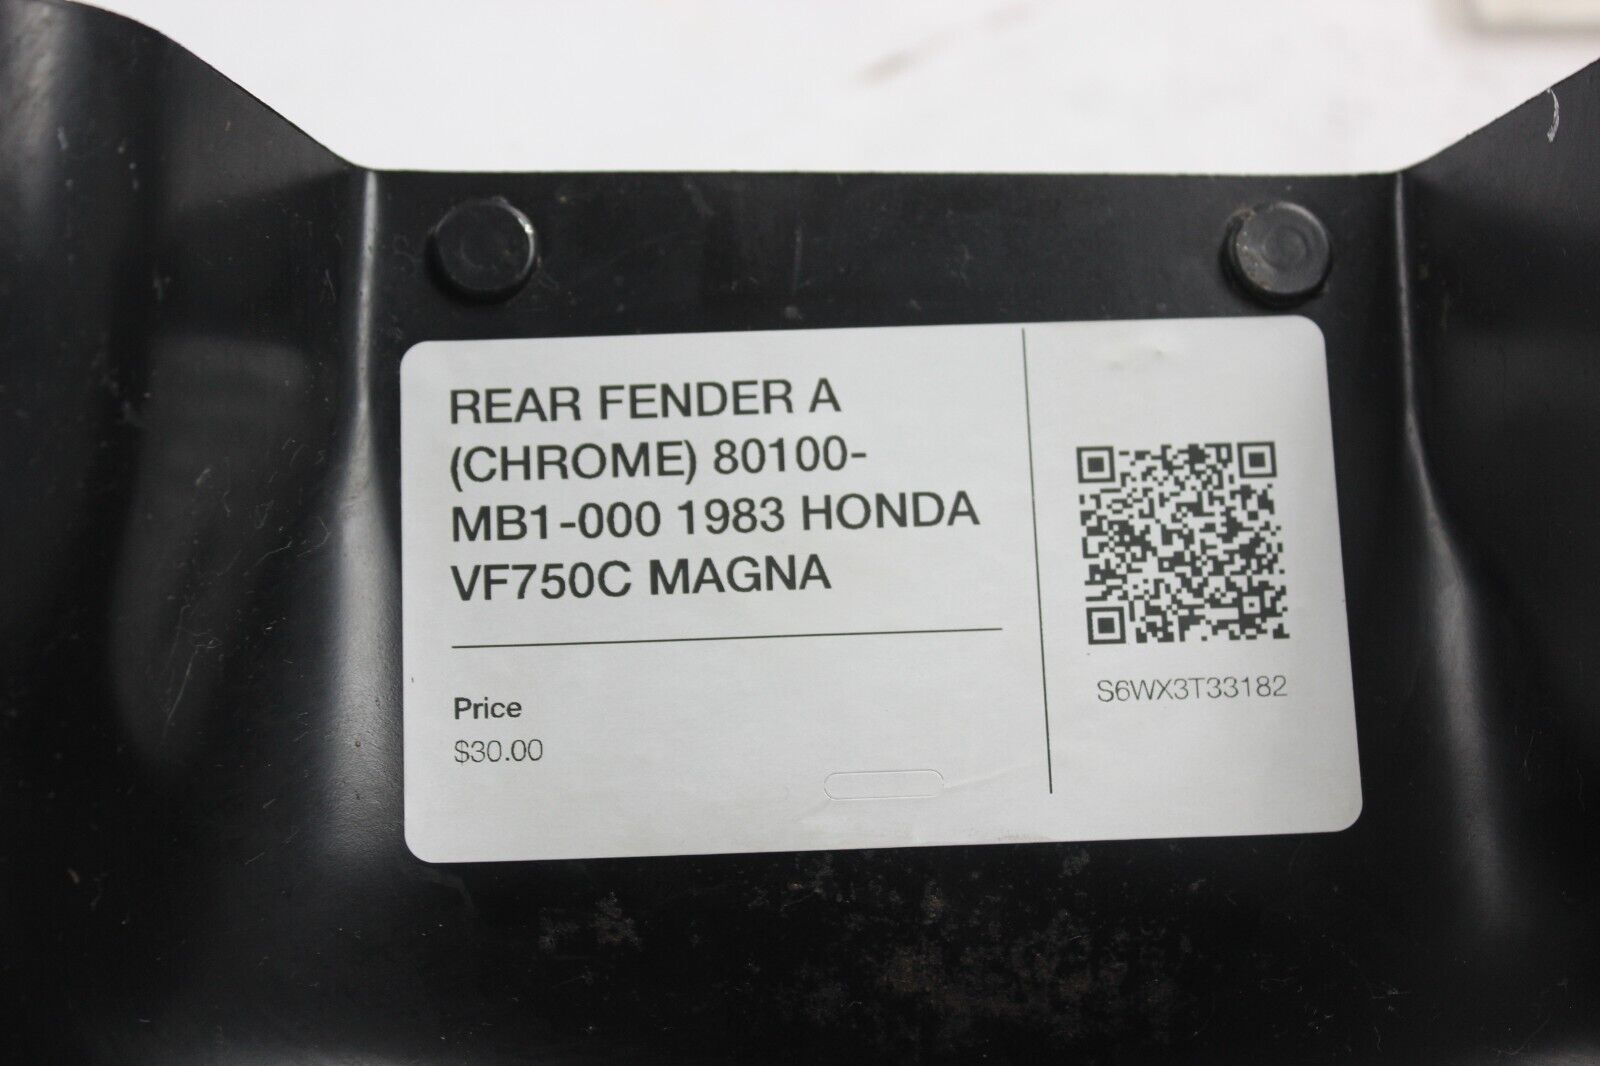 REAR FENDER A
(CHROME) 80100-
MB1-000 1983 HONDA
VF750C MAGNA
Price
$30.00
S6WX3T33182